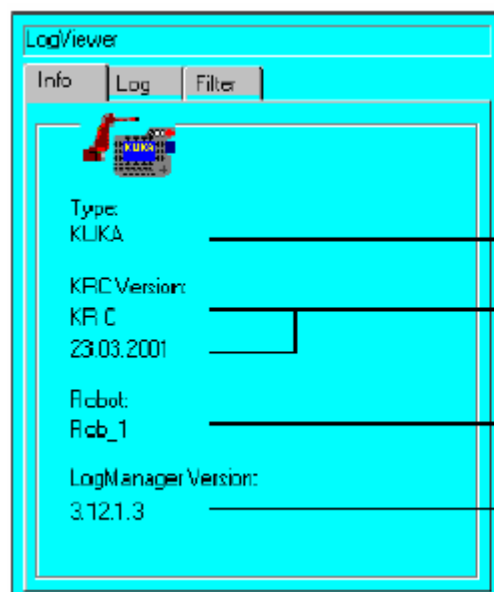 LogViewer
Info
Log
Filter
KUKA
Type:
KUKA
KRC Version:
KR C
23.03.2001
Robot:
Rob_1
LogManager Version:
3.12.1.3